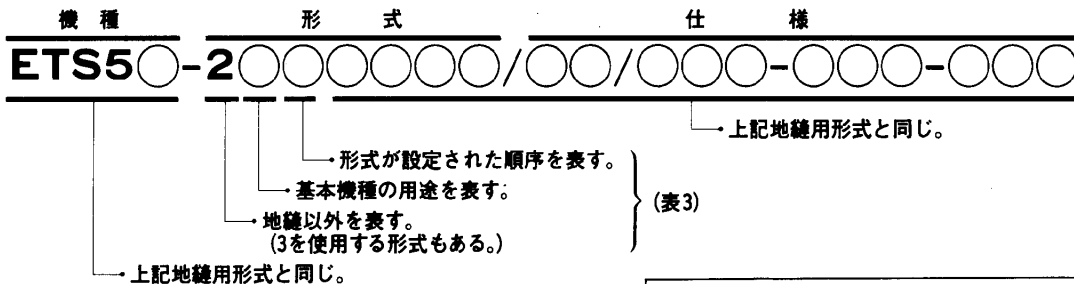 機種 形式 仕様
ETS5○-2○○○○○○/○○/○○○-○○○-○○○
上記地縫用形式と同じ。
形式が設定された順序を表す。
基本機種の用途を表す。
(表3)
地縫以外を表す。
(3を使用する形式もある。)
上記地縫用形式と同じ。